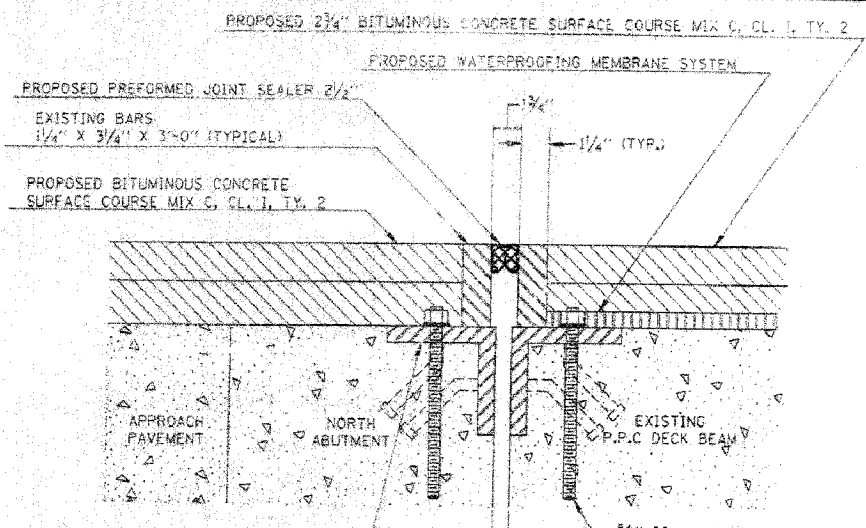 PROPOSED 2¾" BITUMINOUS CONCRETE SURFACE COURSE MIX C, CL. I, TY. 2
PROPOSED WATERPROOFING MEMBRANE SYSTEM
PROPOSED PREFORMED JOINT SEALER 2½"
1¾"
EXISTING BARS
1¼" X 3¼" X 3'-0" (TYPICAL)
1¼" (TYP.)
PROPOSED BITUMINOUS CONCRETE
SURFACE COURSE MIX C, CL. I, TY. 2
APPROACH
PAVEMENT
NORTH
ABUTMENT
EXISTING
P.P.C DECK BEAM